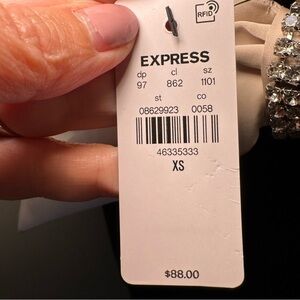 RFID
EXPRESS
dp cl sz
97 862 1101
st co
08629923 0058
46335333
XS
$88.00